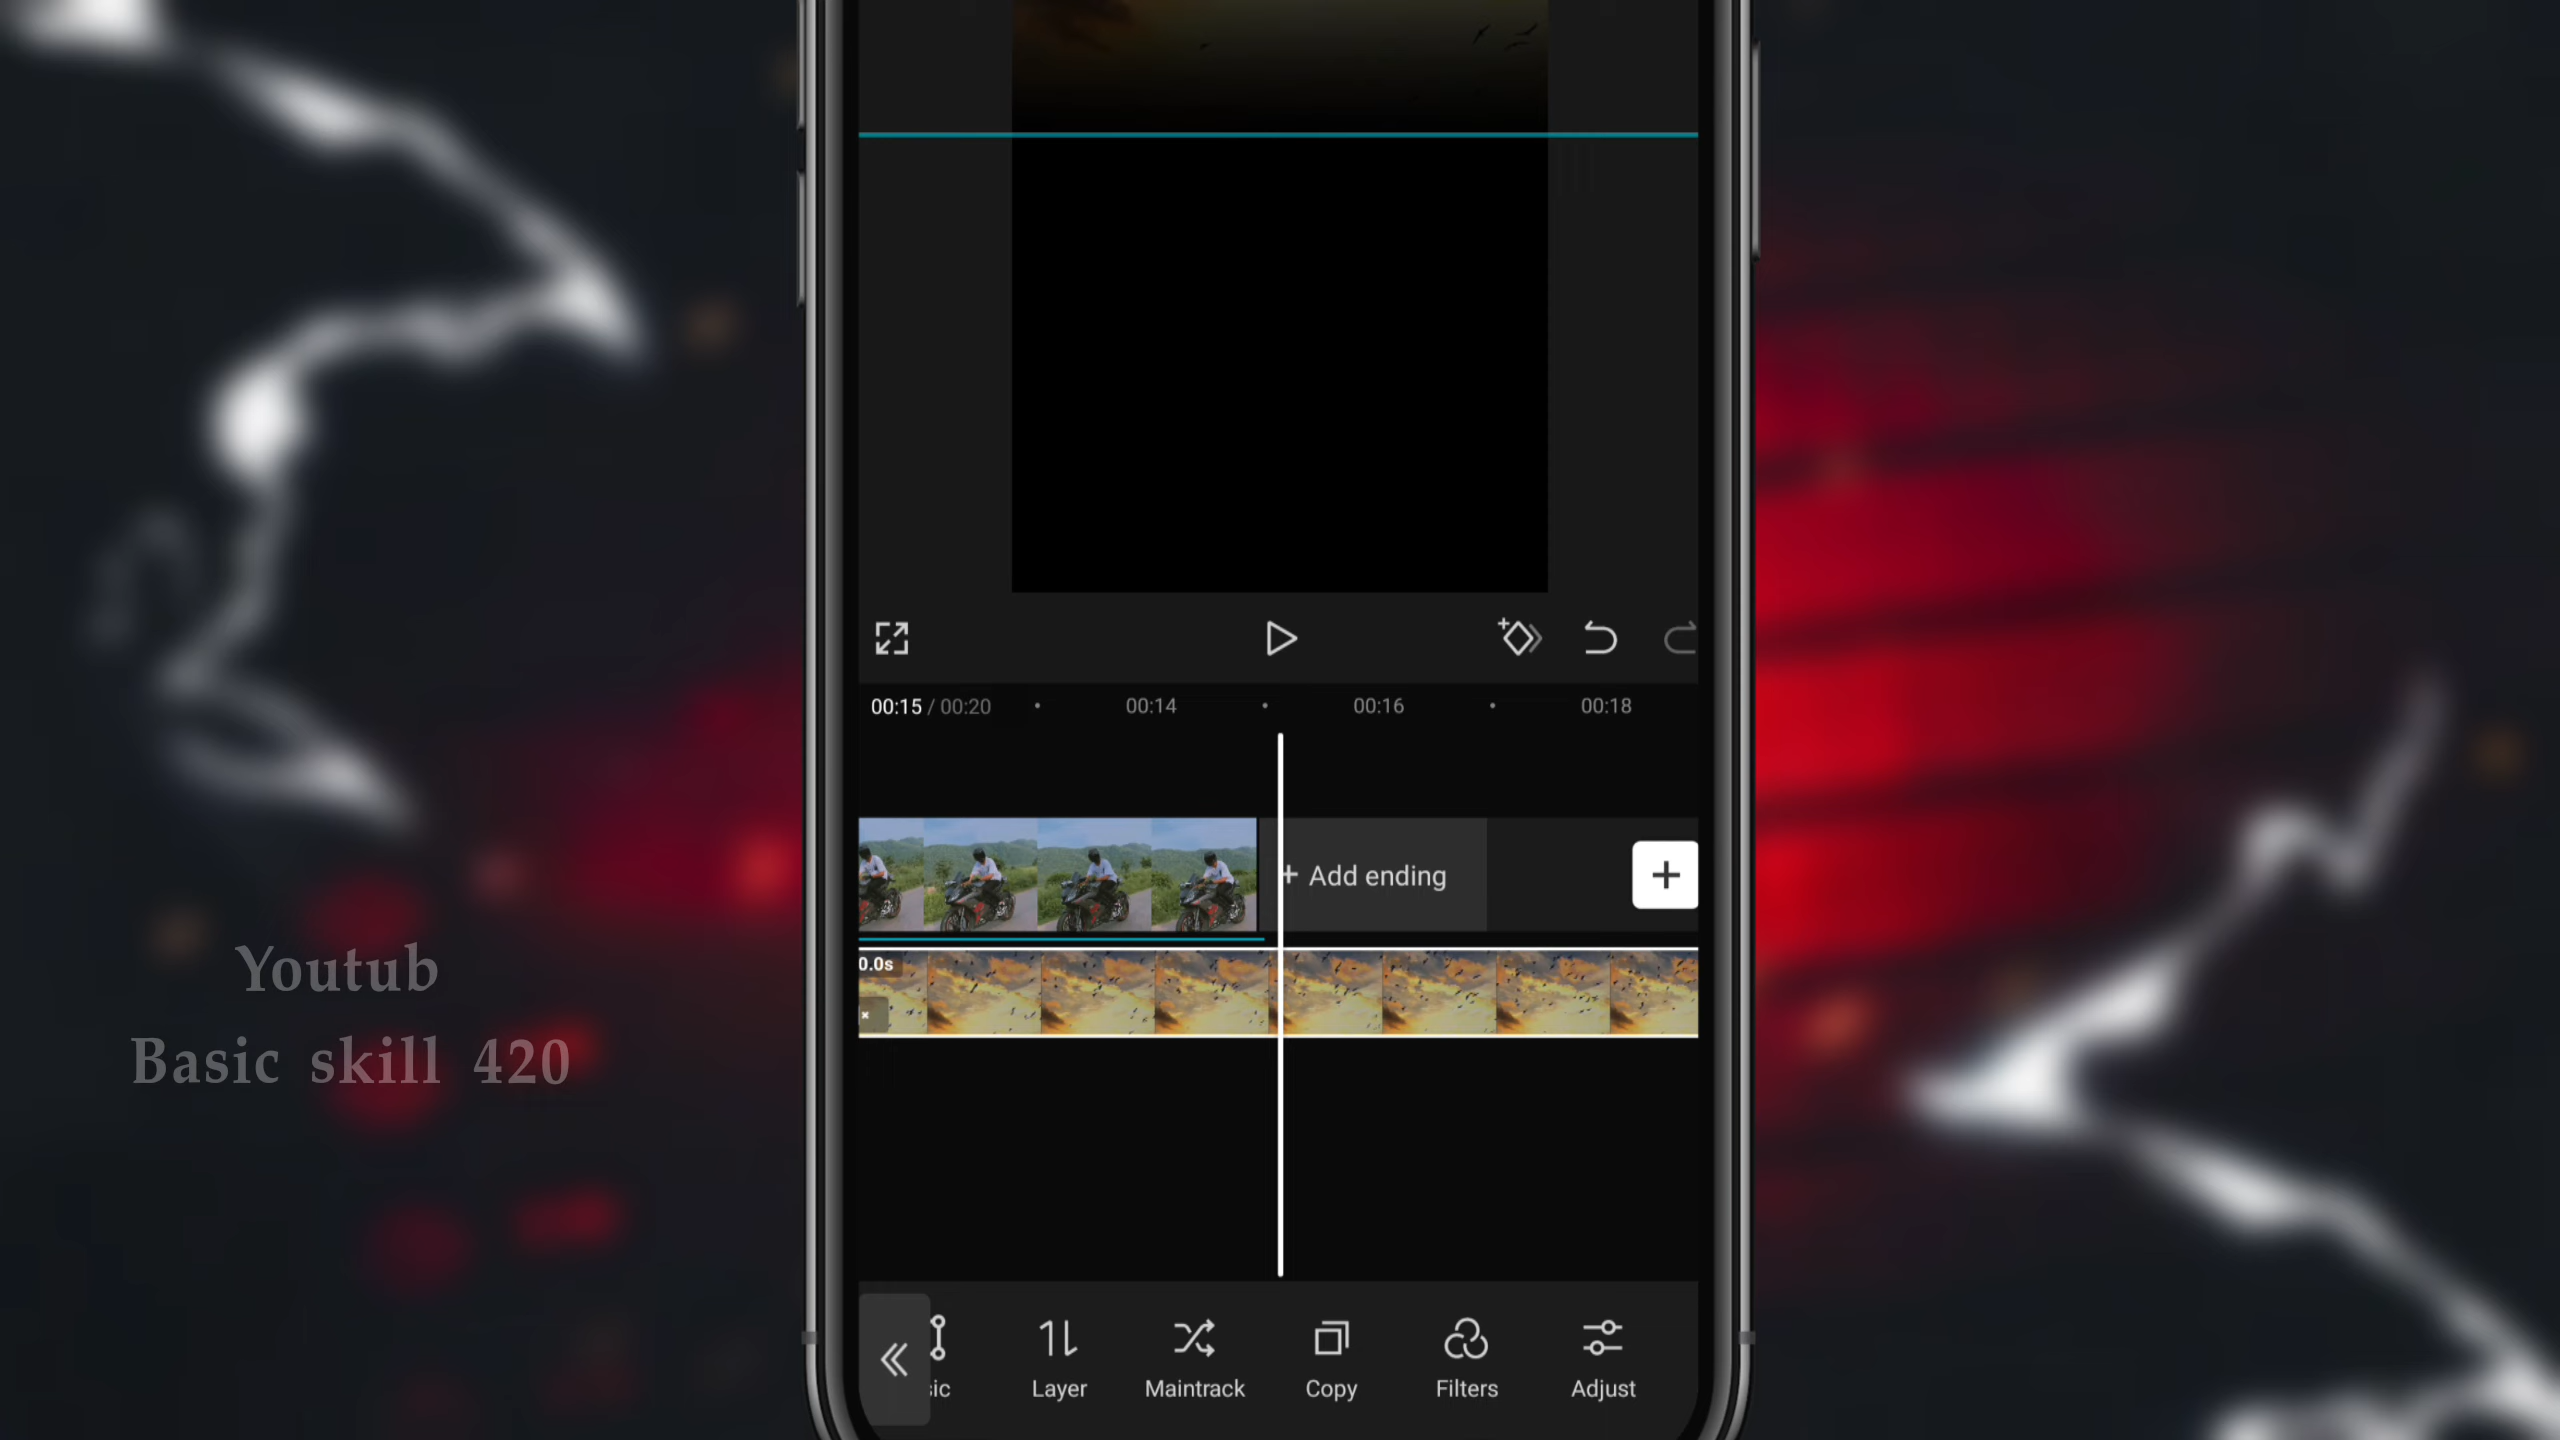 00:15 / 00:20
00:14
00:16
00:18
+ Add ending
+
0.0s
Youtub
Basic skill 420
sic
Layer
Maintrack
Copy
Filters
Adjust